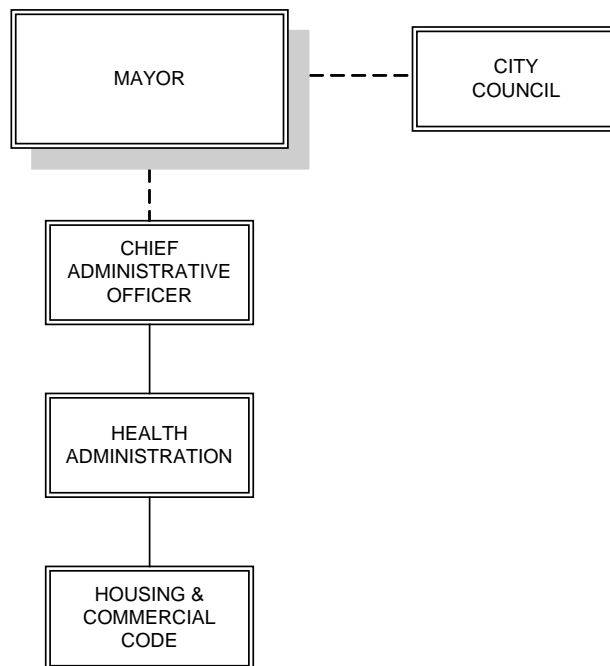 MAYOR
CITY
COUNCIL
CHIEF
ADMINISTRATIVE
OFFICER
HEALTH
ADMINISTRATION
HOUSING &
COMMERCIAL
CODE